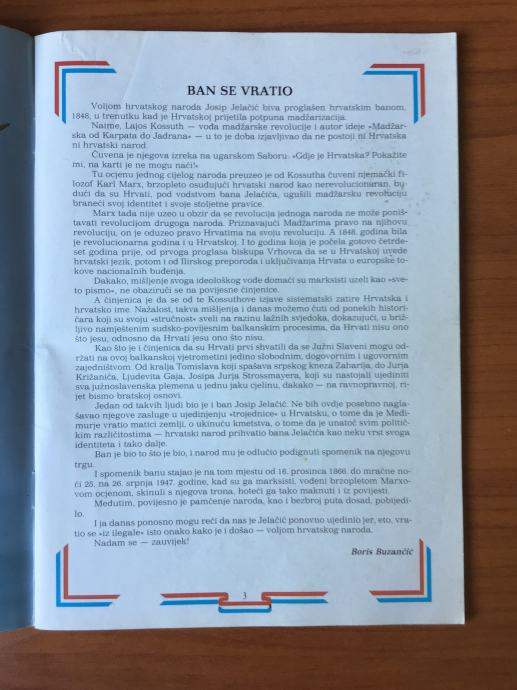 BAN SE VRATIO
Voljom hrvatskog naroda Josip Jelačić biva proglašen hrvatskim banom,
1848, u trenutku kad je Hrvatskoj prijetila potpuna madžarizacija.
Naime, Lajos Kossuth — vođa madžarske revolucije i autor ideje »Madžar-
ska od Karpata do Jadrana« — u to je doba izjavljivao da ne postoji ni Hrvatska
ni hrvatski narod.
Čuvena je njegova izreka na ugarskom Saboru: »Gdje je Hrvatska? Pokažite
mi, na karti je ne mogu naći!«
Tu ocjenu jednog cijelog naroda preuzeo je od Kossutha čuveni njemački fi-
lozof Karl Marx, brzopleto osuđujući hrvatski narod kao nerevolucionaran, bu-
dući da su Hrvati, pod vodstvom bana Jelačića, ugušili madžarsku revoluciju
braneći svoj identitet i svoje stoljetne pravice.
Marx tada nije uzeo u obzir da se revolucija jednoga naroda ne može poniš-
tavati revolucijom drugoga naroda. Priznavajući Madžarima pravo na njihovu
revoluciju, on je oduzeo pravo Hrvatima na svoju revoluciju. A 1848. godina bila
je revolucionarna godina i u Hrvatskoj. I to godina koja je počela gotovo četrde-
set godina prije, od prvoga proglasa biskupa Vrhovca da se u Hrvatskoj uvede
hrvatski jezik, potom i od Ilirskog preporoda i uključivanja Hrvata u europske to-
kove nacionalnih buđenja.
Dakako, mišljenje svoga ideološkog vođe domaći su marksisti uzeli kao »sve-
to pismo«, ne obazirući se na povijesne činjenice.
A činjenica je da se od te Kossuthove izjave sistematski zatire Hrvatska i
hrvatsko ime. Nažalost, takva mišljenja i danas možemo čuti od ponekih histori-
čara koji su svoju »stručnost« sveli na razinu lažnih svjedoka, dokazujući, u briž-
ljivo namještenim sudsko-povijesnim balkanskim procesima, da Hrvati nisu ono
što jesu, odnosno da Hrvati jesu ono što nisu.
Kao što je i činjenica da su Hrvati prvi shvatili da se Južni Slaveni mogu od-
ržati na ovoj balkanskoj vjetrometini jedino slobodnim, dogovornim i ugovornim
zajedništvom. Od kralja Tomislava koji spašava srpskog kneza Zahariju, do Jurja
Križanića, Ljudevita Gaja, Josipa Jurja Strossmayera, koji su nastojali ujediniti
sva južnoslavenska plemena u jednu jaku cjelinu, dakako — na ravnopravnoj, ri-
jet bismo bratskoj osnovi.
Jedan od takvih ljudi bio je i ban Josip Jelačić. Ne bih ovdje posebno nagla-
šavao njegove zasluge u ujedinjenju »trojednice« u Hrvatsku, o tome da je Međi-
murje vratio matici zemlji, o ukinuću kmetstva, o tome da je unatoč svim politič-
kim različitostima — hrvatski narod prihvatio bana Jelačića kao neku vrst svoga
identiteta i tako dalje.
Ban je bio to što je bio, i narod mu je odlučio podignuti spomenik na njegovu
trgu.
I spomenik banu stajao je na tom mjestu od 16. prosinca 1866. do mračne no-
ći 25. na 26. srpnja 1947. godine, kad su ga marksisti, vođeni brzopletom Marxo-
vom ocjenom, skinuli s njegova trona, hoteći ga tako maknuti i iz povijesti.
Međutim, povijesno je pamćenje naroda, kao i bezbroj puta dosad, pobijedi-
lo.
I ja danas ponosno mogu reći da nas je Jelačić ponovno ujedinio jer, eto, vra-
tio se »iz ilegale« isto onako kako je i došao — voljom hrvatskog naroda.
Nadam se — zauvijek!
Boris Buzančić
3